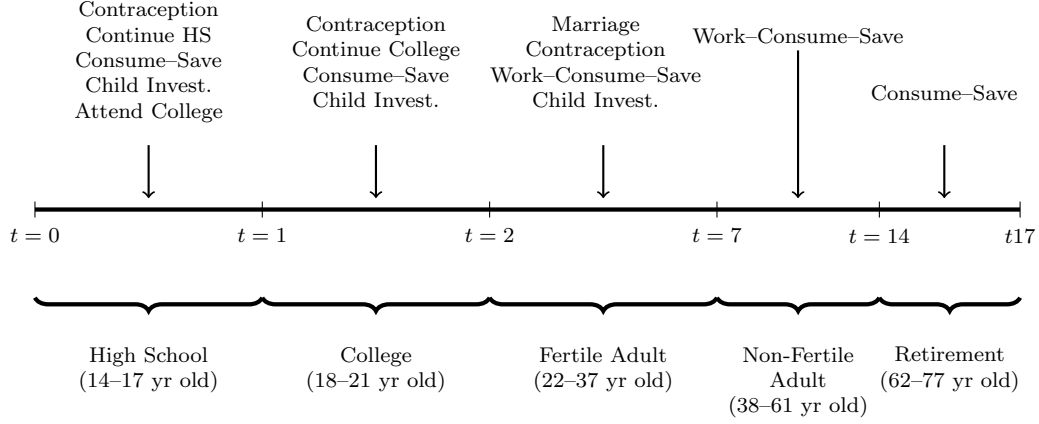 Contraception
Continue HS
Consume–Save
Child Invest.
Attend College
Contraception
Continue College
Consume–Save
Child Invest.
Marriage
Contraception
Work–Consume–Save
Child Invest.
Work–Consume–Save
Consume–Save
t = 0
t = 1
t = 2
t = 7
t = 14
t17
High School
(14–17 yr old)
College
(18–21 yr old)
Fertile Adult
(22–37 yr old)
Non-Fertile
Adult
(38–61 yr old)
Retirement
(62–77 yr old)